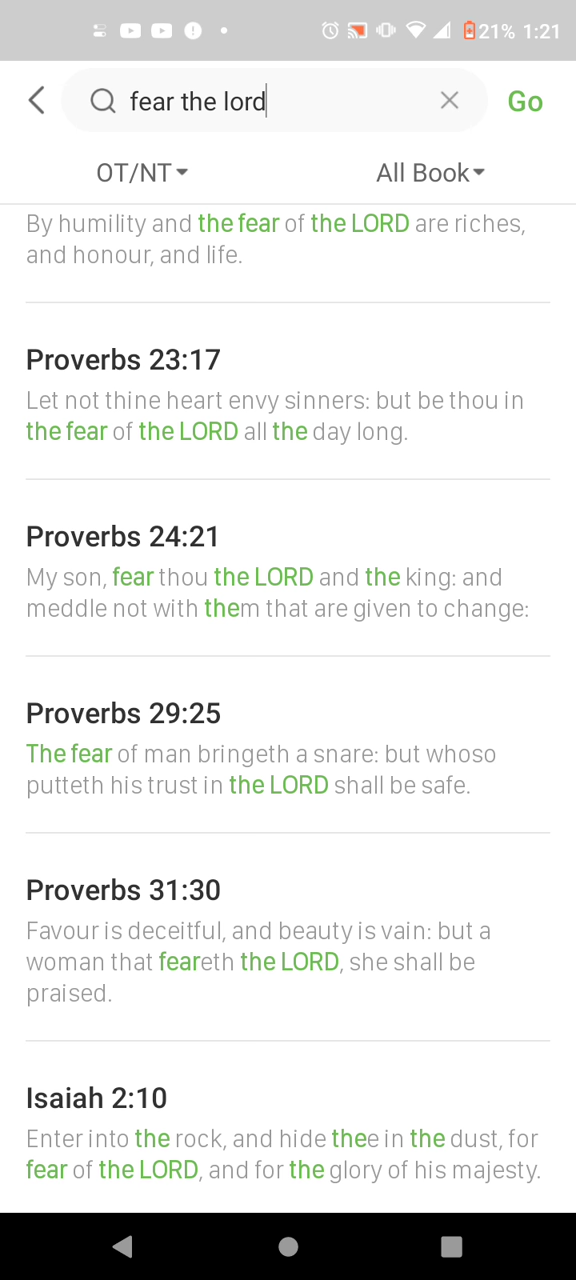 21% 1:21
fear the lord Go
OT/NT All Book
By humility and the fear of the LORD are riches,
and honour, and life.
Proverbs 23:17
Let not thine heart envy sinners: but be thou in
the fear of the LORD all the day long.
Proverbs 24:21
My son, fear thou the LORD and the king: and
meddle not with them that are given to change:
Proverbs 29:25
The fear of man bringeth a snare: but whoso
putteth his trust in the LORD shall be safe.
Proverbs 31:30
Favour is deceitful, and beauty is vain: but a
woman that feareth the LORD, she shall be
praised.
Isaiah 2:10
Enter into the rock, and hide thee in the dust, for
fear of the LORD, and for the glory of his majesty.